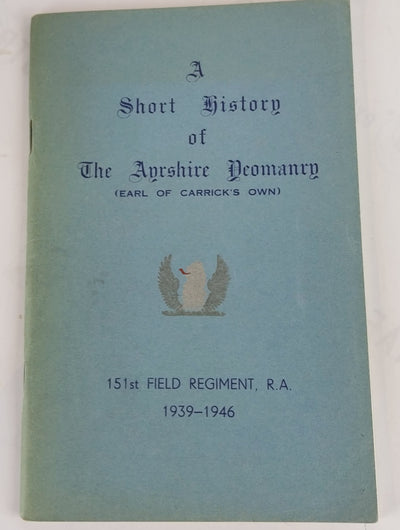 A
Short History
of
The Ayrshire Yeomanry
(EARL OF CARRICK'S OWN)
151st FIELD REGIMENT, R.A.
1939–1946